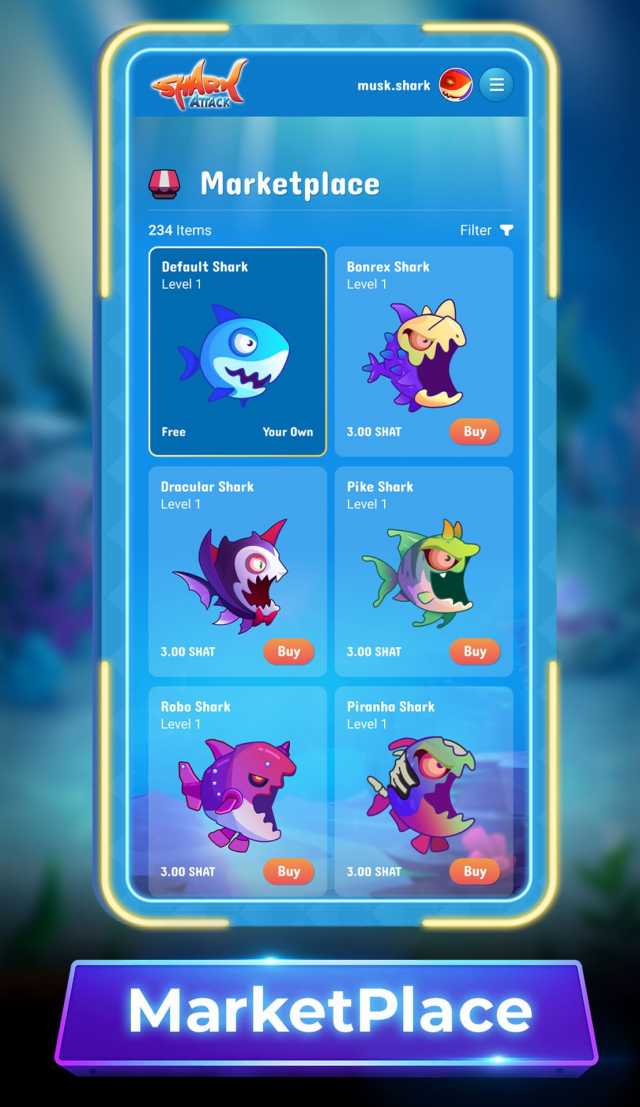 SHARK
ATTACK
musk.shark
Marketplace
234 Items
Filter
Default Shark
Level 1
Free
Your Own
Bonrex Shark
Level 1
3.00 SHAT
Buy
Dracular Shark
Level 1
3.00 SHAT
Buy
Pike Shark
Level 1
3.00 SHAT
Buy
Robo Shark
Level 1
3.00 SHAT
Buy
Piranha Shark
Level 1
3.00 SHAT
Buy
MarketPlace